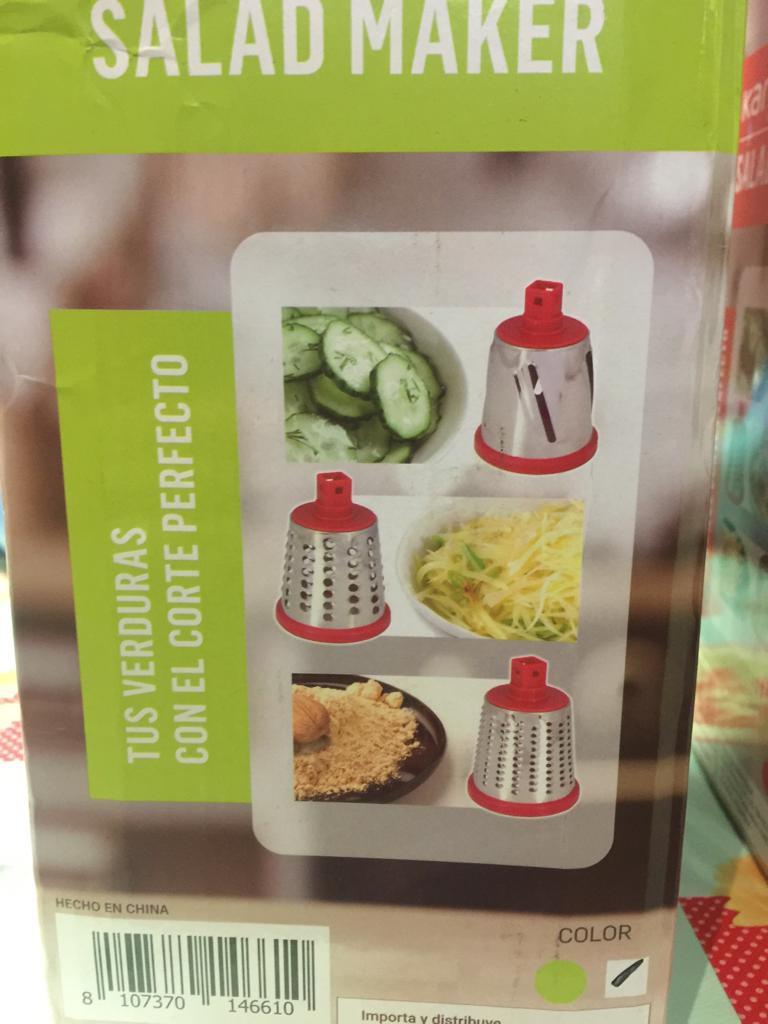 SALAD MAKER
TUS VERDURAS
CON EL CORTE PERFECTO
HECHO EN CHINA
COLOR
8 107370 146610
Importa y distribuye